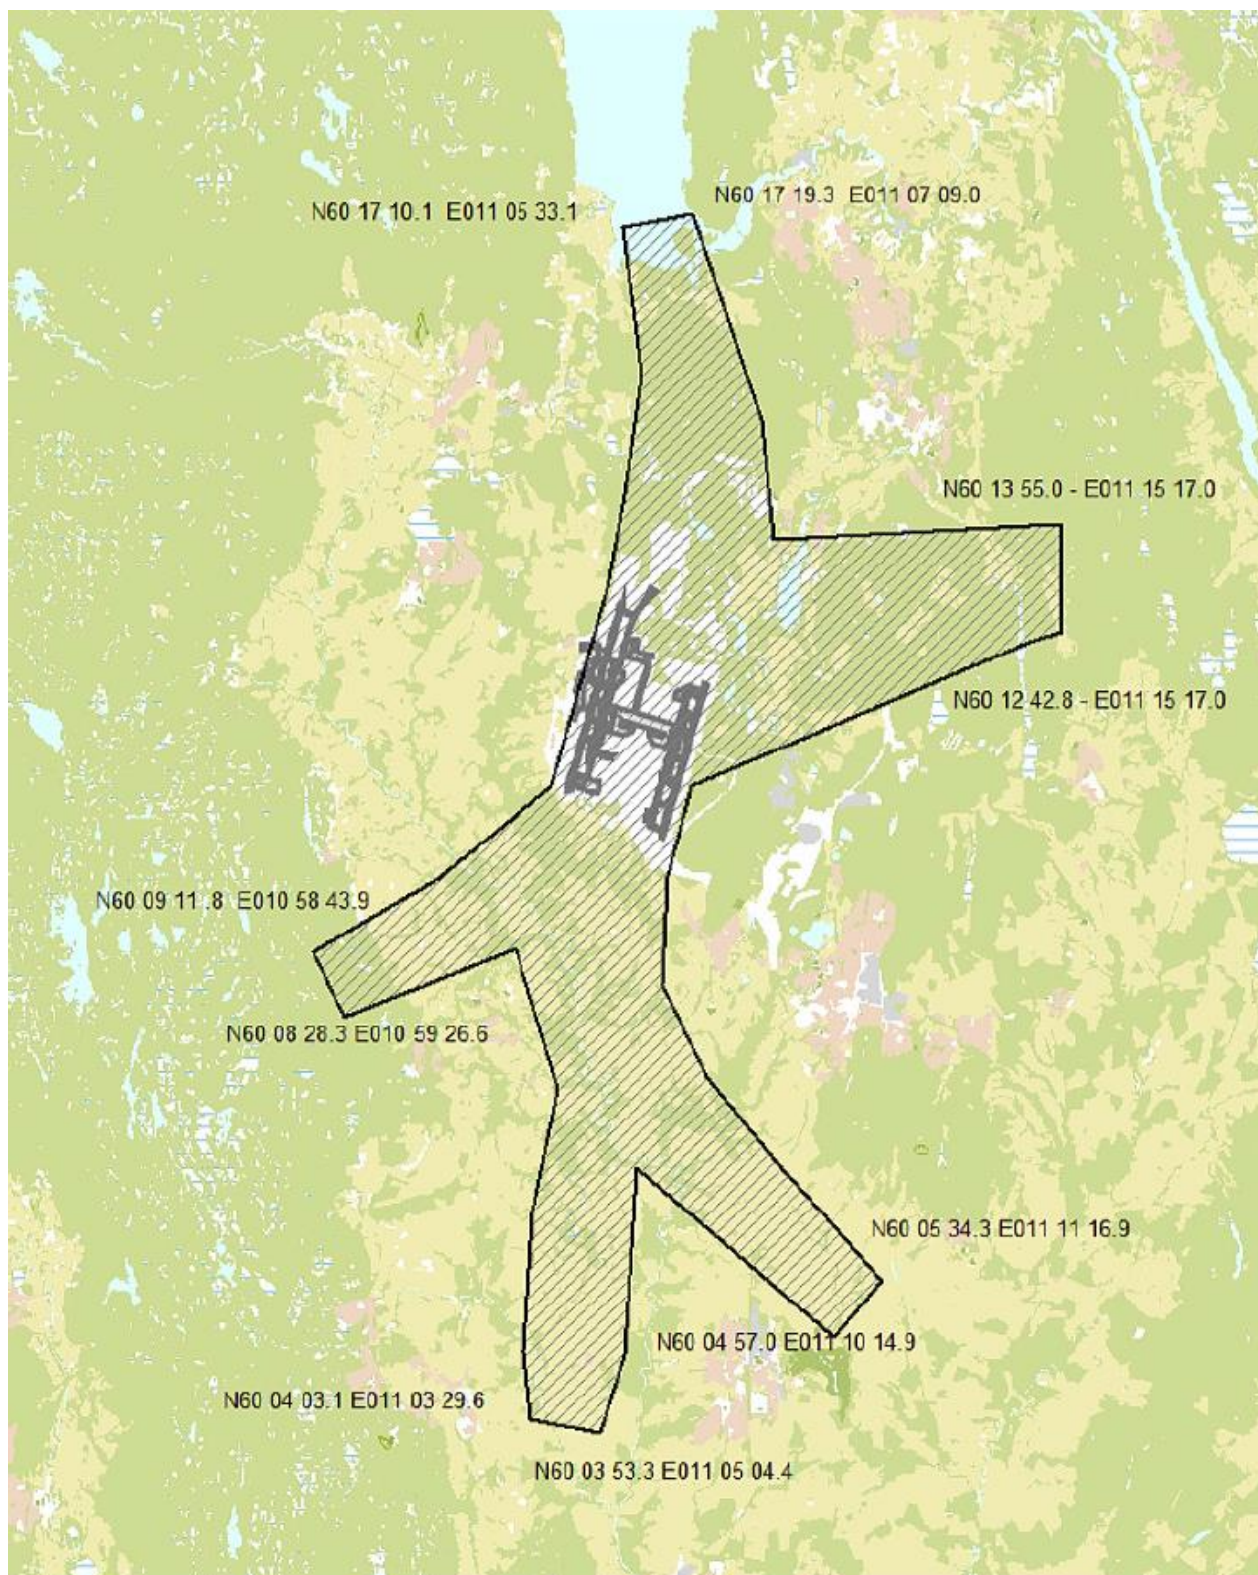 N60 17 19.3 E011 07 09.0
N60 17 10.1 E011 05 33.1
N60 13 55.0 - E011 15 17.0
N60 12 42.8 - E011 15 17.0
N60 09 11.8 E010 58 43.9
N60 08 28.3 E010 59 26.6
N60 05 34.3 E011 11 16.9
N60 04 57.0 E011 10 14.9
N60 04 03.1 E011 03 29.6
N60 03 53.3 E011 05 04.4